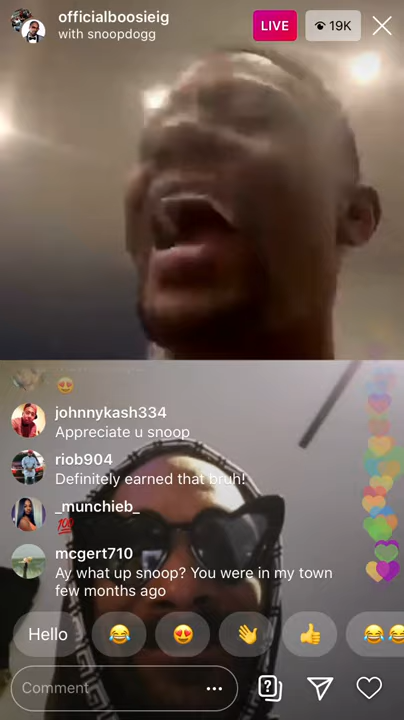 officialboosieig
with snoopdogg
LIVE
19K
johnnykash334
Appreciate u snoop
riob904
Definitely earned that bruh!
_munchieb_
💯
mcgert710
Ay what up snoop? You were in my town
few months ago
Hello
Comment